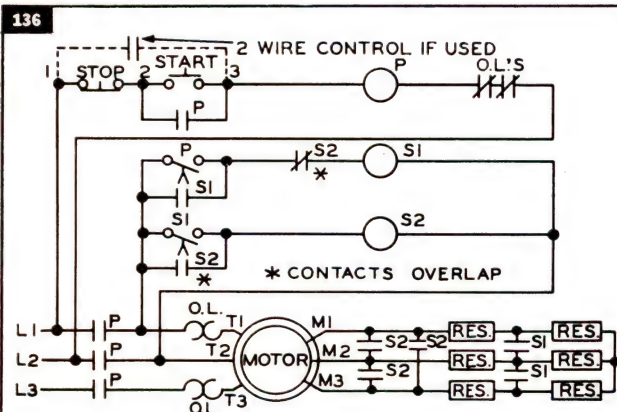 136
2 WIRE CONTROL IF USED
1 STOP 2 START 3 P O.L.'S
P
P S2 S1
*
S1
S1 S2
S2
* * CONTACTS OVERLAP
L1 P O.L. T1 M1 RES. RES.
S2 S2 S1
L2 P T2 MOTOR M2 RES. RES.
S2 S1
L3 P T3 M3 RES. RES.
O.L.